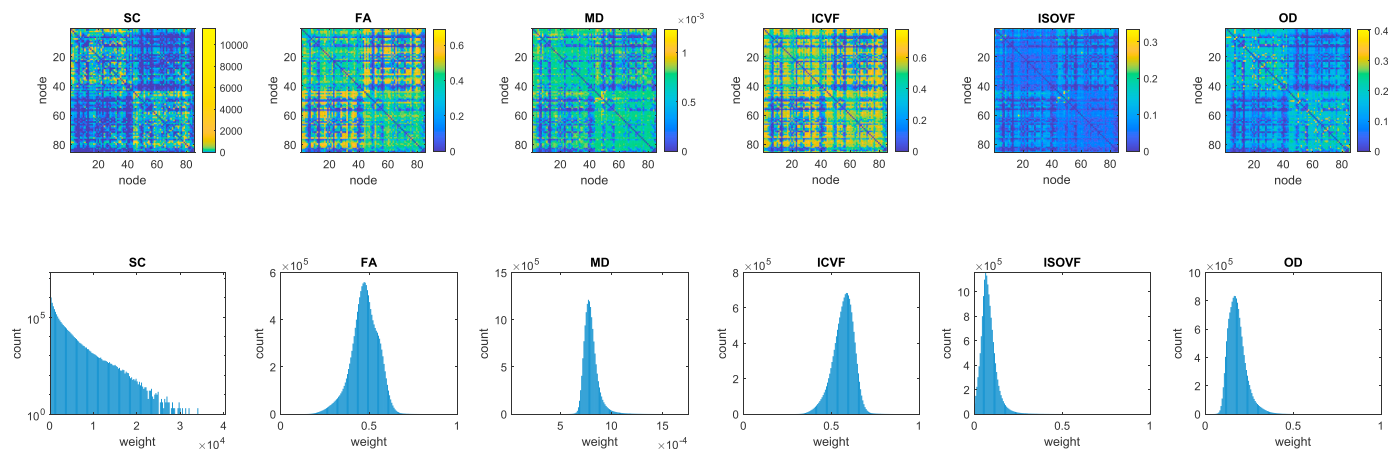 SC
FA
MD
ICVF
ISOVF
OD
×10⁻³
node
20
40
60
80
20 40 60 80
node
10000
8000
6000
4000
2000
0
node
20
40
60
80
20 40 60 80
node
0.6
0.4
0.2
0
node
20
40
60
80
20 40 60 80
node
1
0.5
0
node
20
40
60
80
20 40 60 80
node
0.6
0.4
0.2
0
node
20
40
60
80
20 40 60 80
node
0.3
0.2
0.1
0
node
20
40
60
80
20 40 60 80
node
0.4
0.3
0.2
0.1
0
SC
count
10⁵
10⁰
0 1 2 3 4
weight
×10⁴
FA
×10⁵
count
6
4
2
0
0 0.5 1
weight
MD
×10⁵
count
15
10
5
0
5 10 15
weight
×10⁻⁴
ICVF
×10⁵
count
8
6
4
2
0
0 0.5 1
weight
ISOVF
×10⁵
count
10
8
6
4
2
0
0 0.5 1
weight
OD
×10⁵
count
10
8
6
4
2
0
0 0.5 1
weight